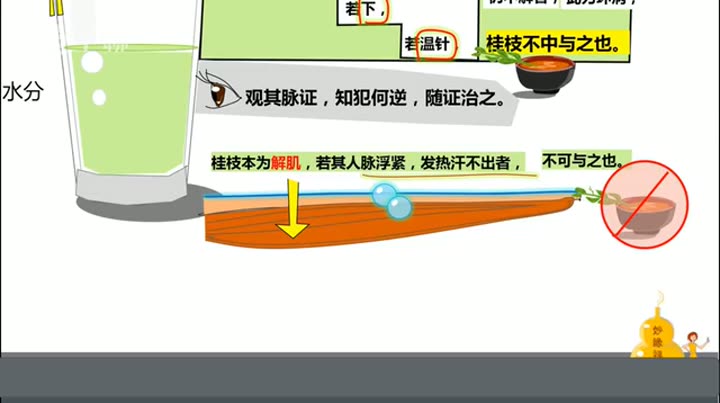 若下，
若温针，
桂枝不中与之也。
水分
观其脉证，知犯何逆，随证治之。
桂枝本为解肌，若其人脉浮紧，发热汗不出者，
不可与之也。